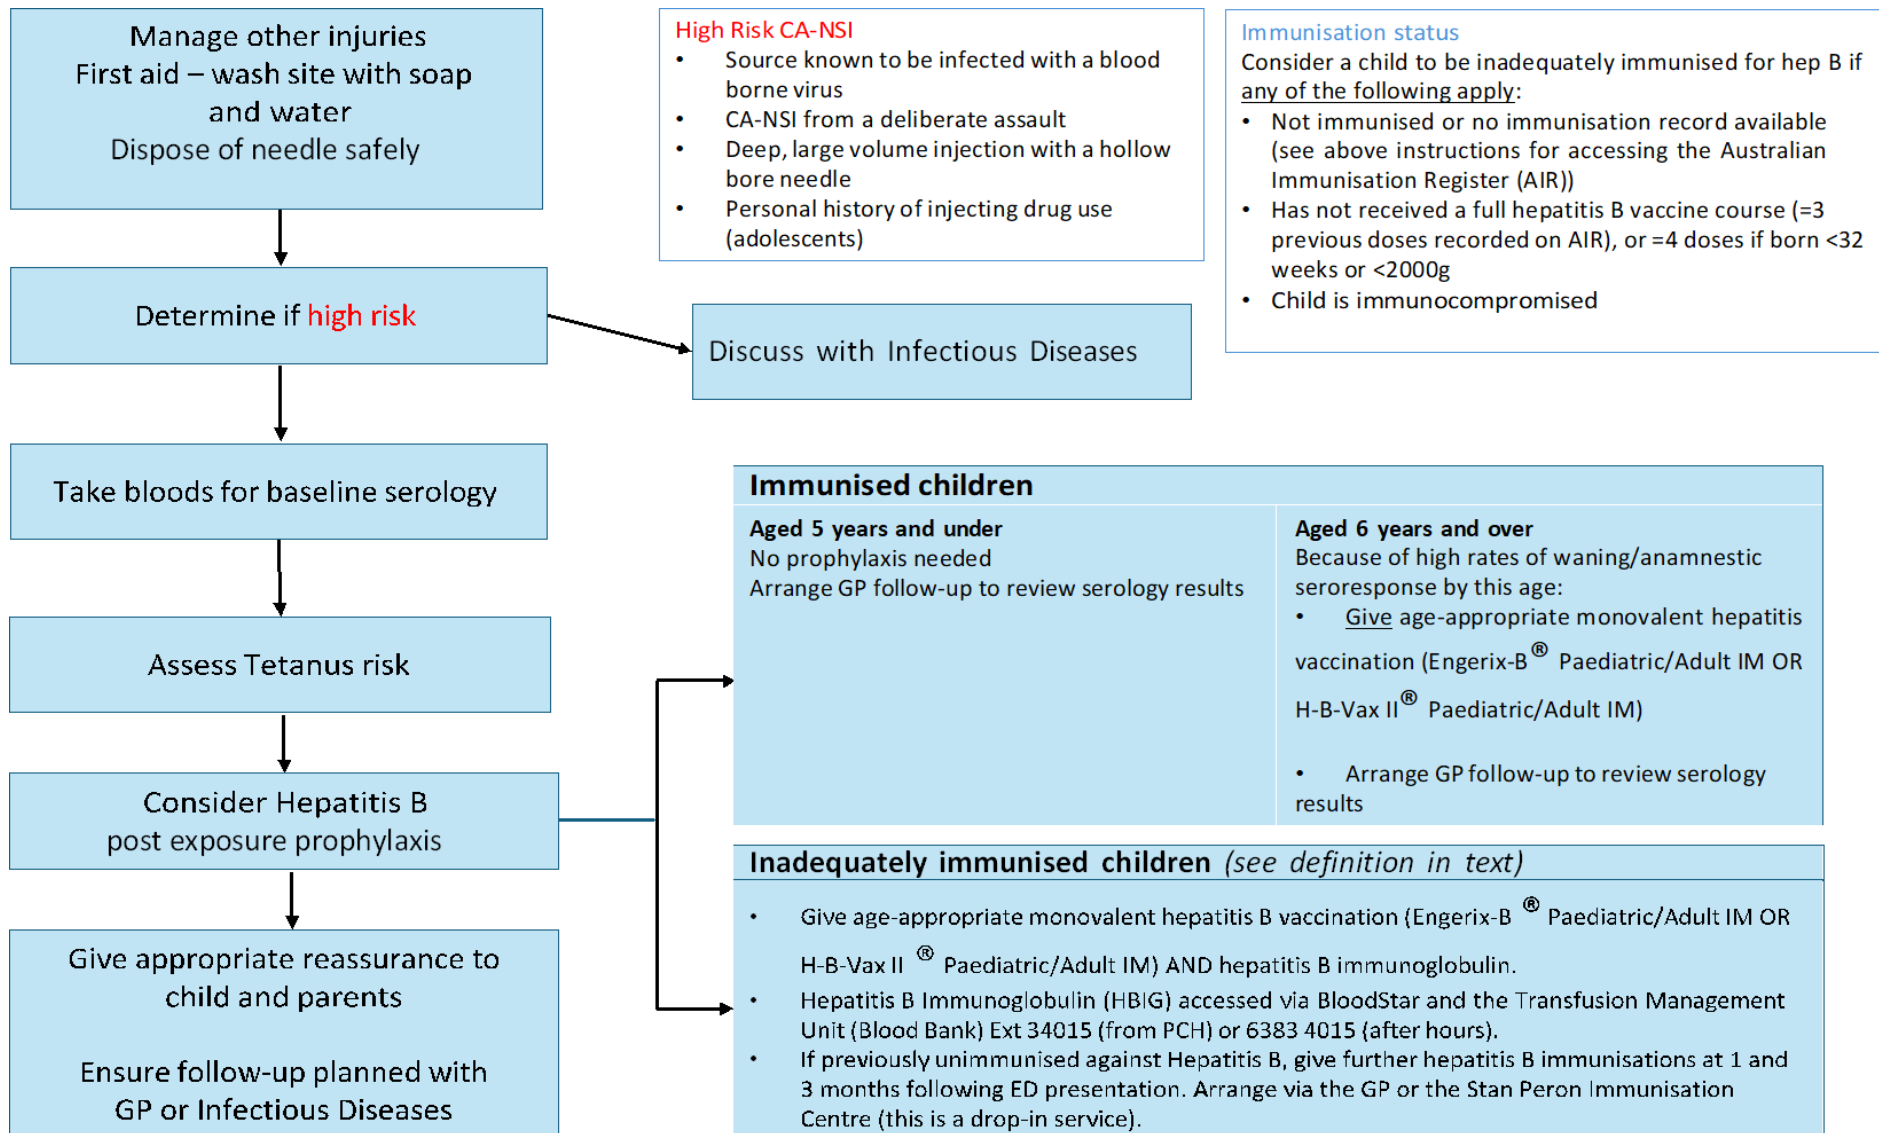 Manage other injuries
First aid – wash site with soap
and water
Dispose of needle safely
High Risk CA-NSI
• Source known to be infected with a blood
borne virus
• CA-NSI from a deliberate assault
• Deep, large volume injection with a hollow
bore needle
• Personal history of injecting drug use
(adolescents)
Immunisation status
Consider a child to be inadequately immunised for hep B if
any of the following apply:
• Not immunised or no immunisation record available
(see above instructions for accessing the Australian
Immunisation Register (AIR))
• Has not received a full hepatitis B vaccine course (=3
previous doses recorded on AIR), or =4 doses if born <32
weeks or <2000g
• Child is immunocompromised
Determine if high risk
Discuss with Infectious Diseases
Take bloods for baseline serology
Assess Tetanus risk
Consider Hepatitis B
post exposure prophylaxis
Immunised children
Aged 5 years and under
No prophylaxis needed
Arrange GP follow-up to review serology results
Aged 6 years and over
Because of high rates of waning/anamnestic
seroresponse by this age:
• Give age-appropriate monovalent hepatitis
vaccination (Engerix-B® Paediatric/Adult IM OR
H-B-Vax II® Paediatric/Adult IM)
• Arrange GP follow-up to review serology
results
Inadequately immunised children (see definition in text)
• Give age-appropriate monovalent hepatitis B vaccination (Engerix-B ® Paediatric/Adult IM OR
H-B-Vax II ® Paediatric/Adult IM) AND hepatitis B immunoglobulin.
• Hepatitis B Immunoglobulin (HBIG) accessed via BloodStar and the Transfusion Management
Unit (Blood Bank) Ext 34015 (from PCH) or 6383 4015 (after hours).
• If previously unimmunised against Hepatitis B, give further hepatitis B immunisations at 1 and
3 months following ED presentation. Arrange via the GP or the Stan Peron Immunisation
Centre (this is a drop-in service).
Give appropriate reassurance to
child and parents
Ensure follow-up planned with
GP or Infectious Diseases